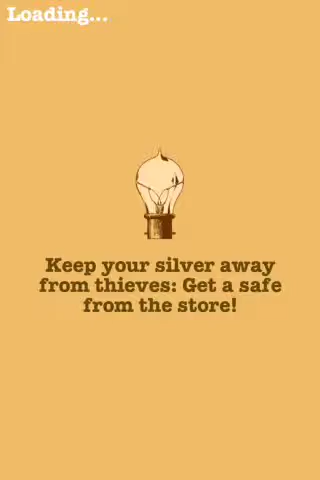 Loading...
Keep your silver away
from thieves: Get a safe
from the store!